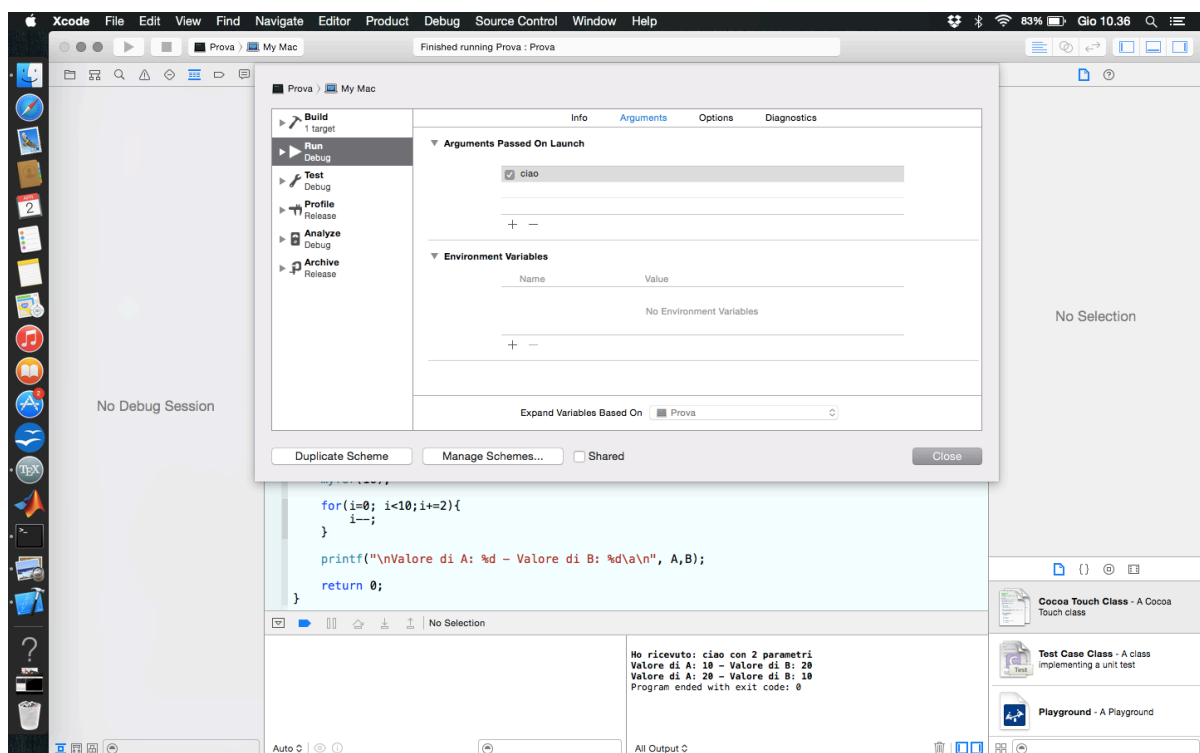 Xcode File Edit View Find Navigate Editor Product Debug Source Control Window Help 83% Gio 10.36
Prova My Mac Finished running Prova : Prova
Prova My Mac
Build
1 target
Run
Debug
Test
Debug
Profile
Release
Analyze
Debug
Archive
Release
Info Arguments Options Diagnostics
Arguments Passed On Launch
ciao
+ −
Environment Variables
Name Value
No Environment Variables
+ −
Expand Variables Based On Prova
Duplicate Scheme Manage Schemes... Shared Close
No Debug Session
No Selection
2
2
TEX
for(i=0; i<10;i+=2){
i--;
}
printf("\nValore di A: %d – Valore di B: %d\a\n", A,B);
return 0;
}
No Selection
Ho ricevuto: ciao con 2 parametri
Valore di A: 10 – Valore di B: 20
Valore di A: 20 – Valore di B: 10
Program ended with exit code: 0
Auto All Output
{}
Cocoa Touch Class - A Cocoa
Touch class
Test
Test Case Class - A class
implementing a unit test
Playground - A Playground